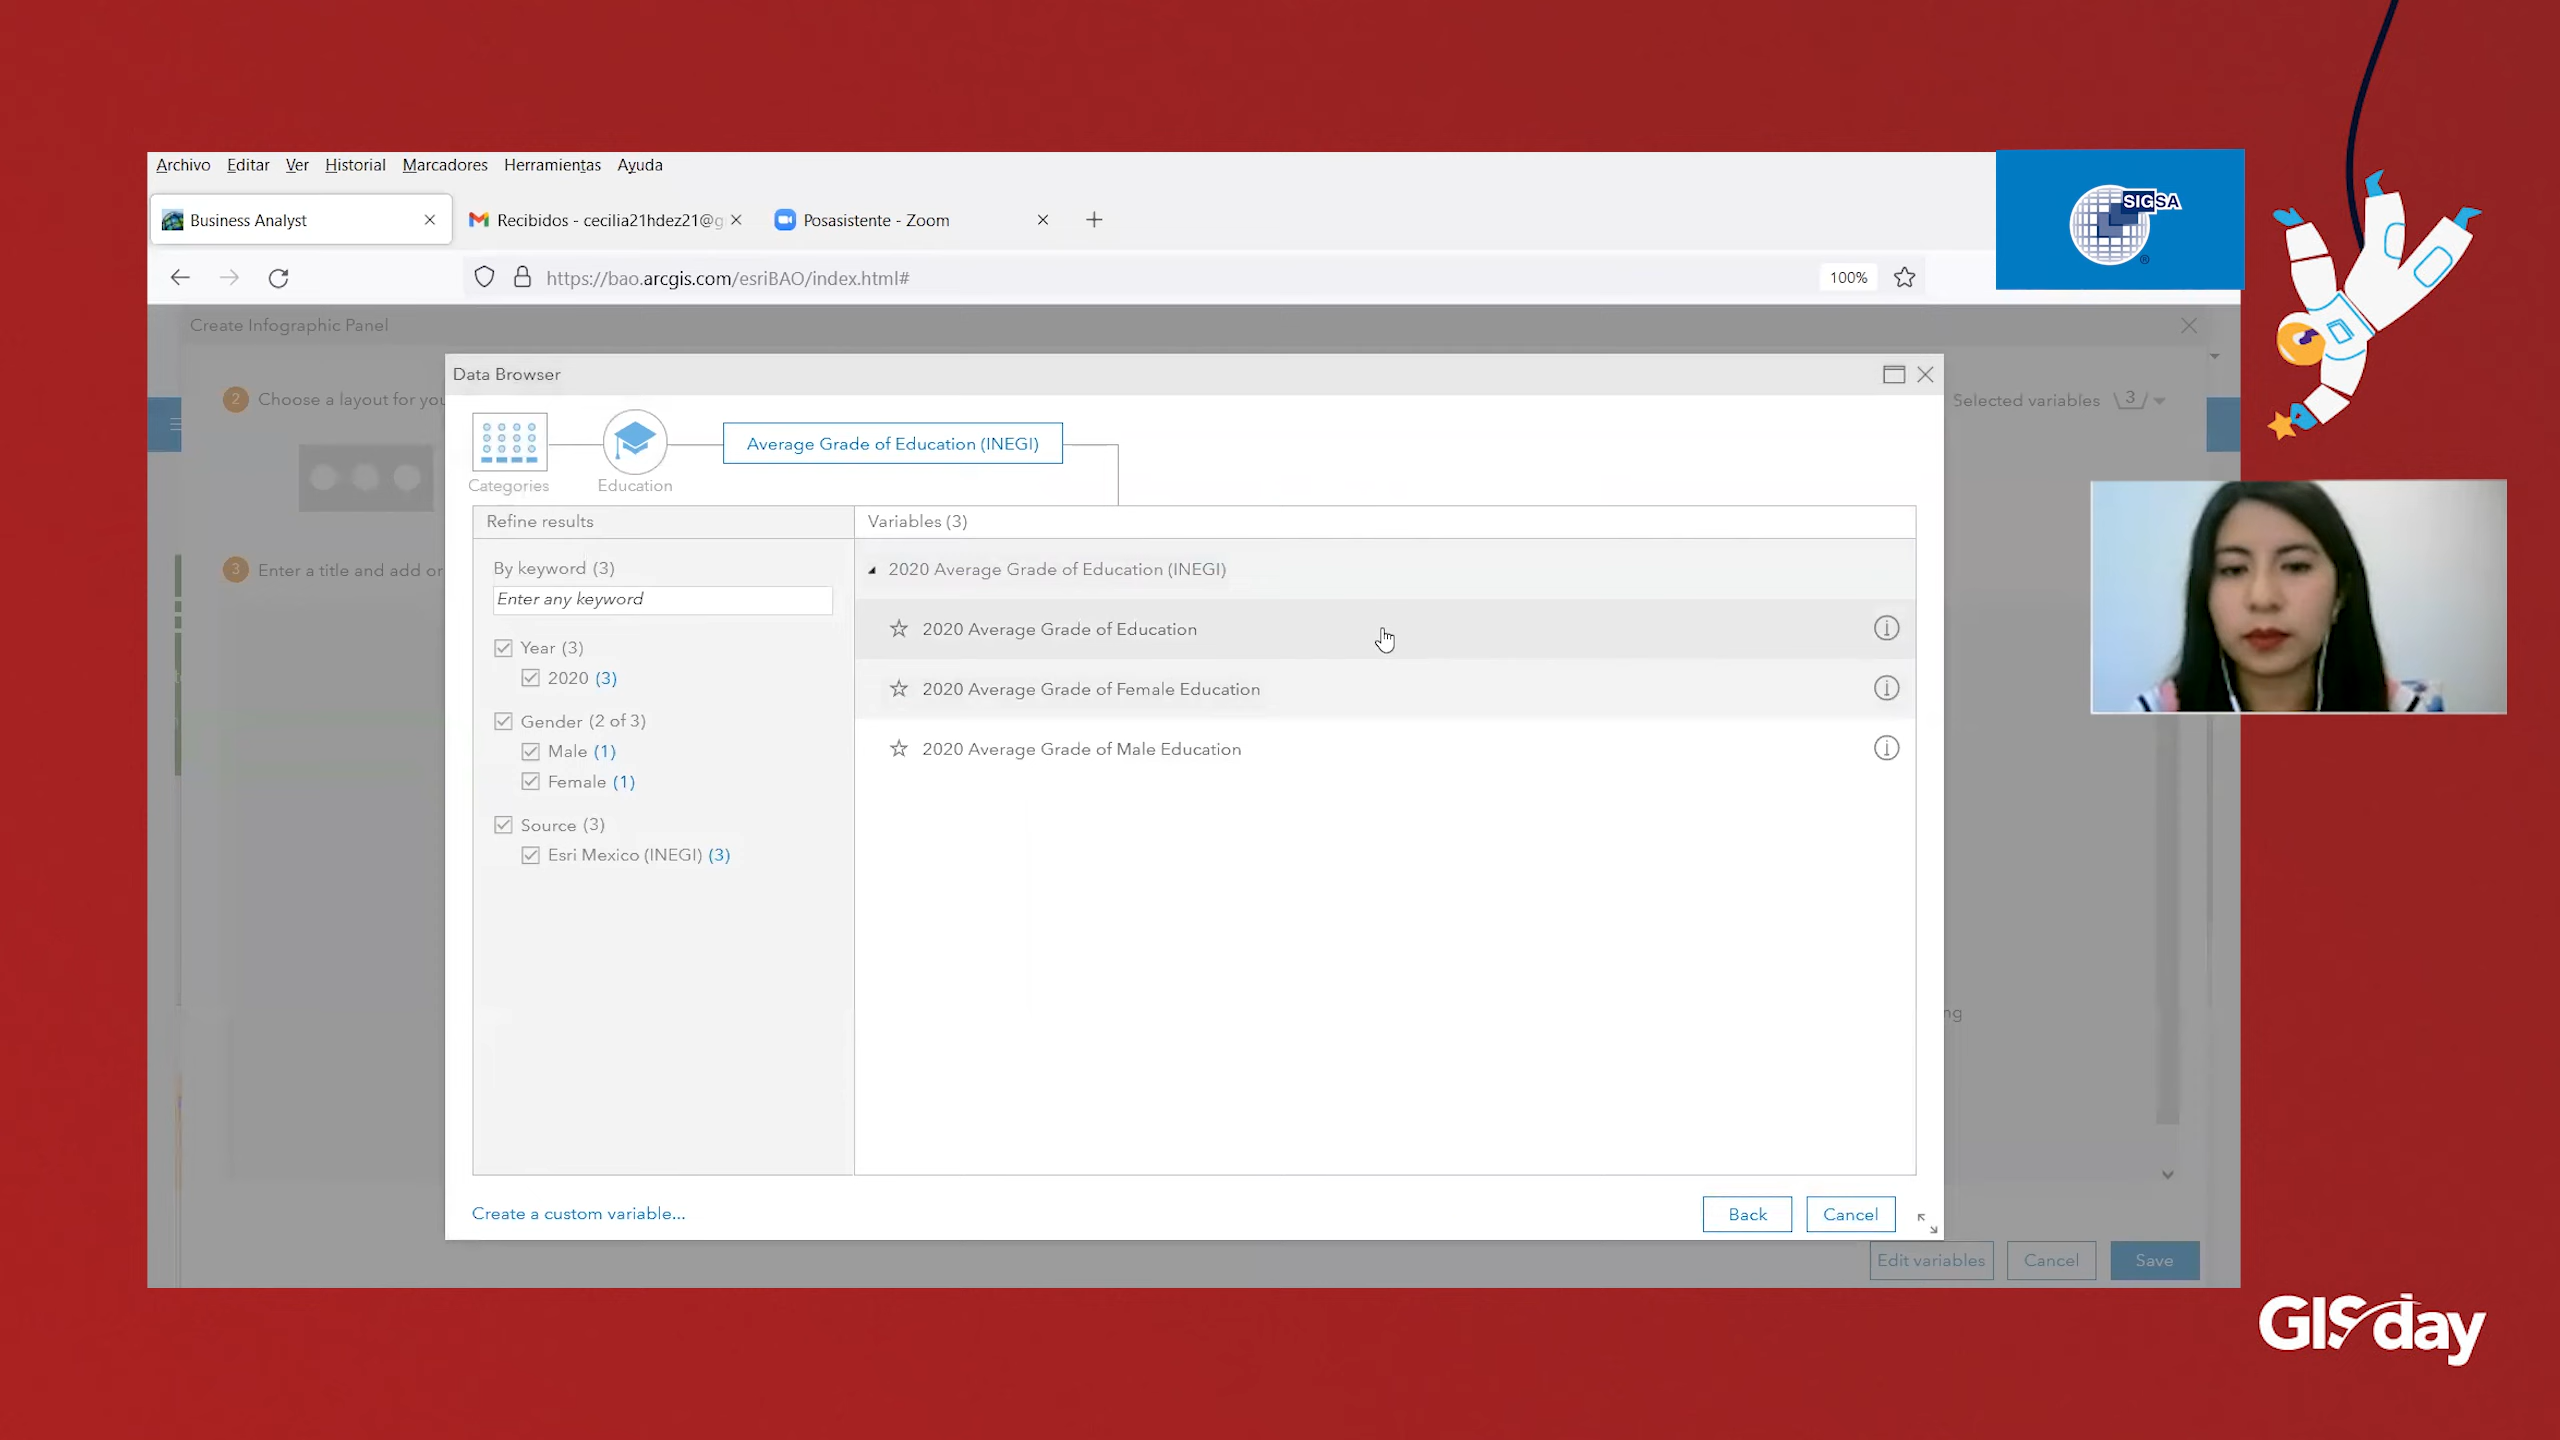 Archivo Editar Ver Historial Marcadores Herramientas Ayuda
Business Analyst
Recibidos - cecilia21hdez21@g
Posasistente - Zoom
https://bao.arcgis.com/esriBAO/index.html#
100%
SIGSA
Create Infographic Panel
Data Browser
2 Choose a layout for you
Selected variables 3
Average Grade of Education (INEGI)
Categories
Education
Refine results
Variables (3)
3 Enter a title and add or
By keyword (3)
Enter any keyword
Year (3)
2020 (3)
Gender (2 of 3)
Male (1)
Female (1)
Source (3)
Esri Mexico (INEGI) (3)
2020 Average Grade of Education (INEGI)
2020 Average Grade of Education
2020 Average Grade of Female Education
2020 Average Grade of Male Education
ng
Create a custom variable...
Back
Cancel
Edit variables
Cancel
Save
GISday